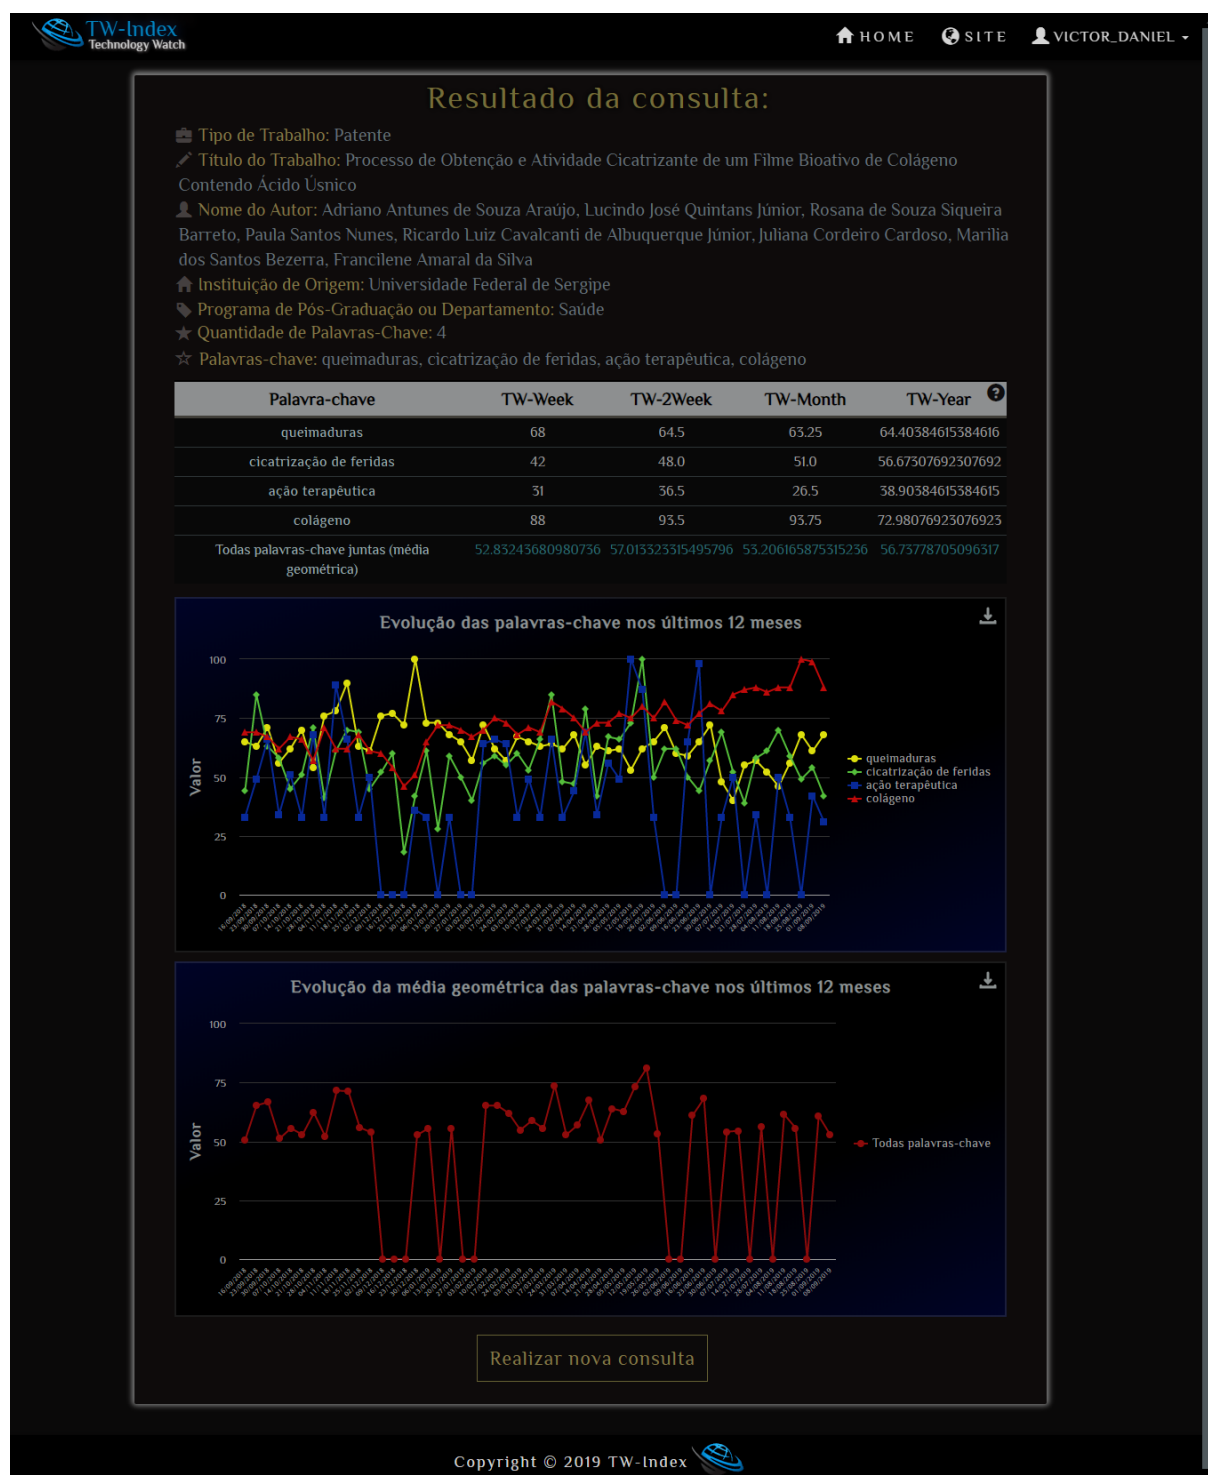 TW-Index
Technology Watch
HOME SITE VICTOR_DANIEL
Resultado da consulta:
Tipo de Trabalho: Patente
Título do Trabalho: Processo de Obtenção e Atividade Cicatrizante de um Filme Bioativo de Colágeno
Contendo Ácido Úsnico
Nome do Autor: Adriano Antunes de Souza Araújo, Lucindo José Quintans Júnior, Rosana de Souza Siqueira
Barreto, Paula Santos Nunes, Ricardo Luiz Cavalcanti de Albuquerque Júnior, Juliana Cordeiro Cardoso, Marilia
dos Santos Bezerra, Francilene Amaral da Silva
Instituição de Origem: Universidade Federal de Sergipe
Programa de Pós-Graduação ou Departamento: Saúde
Quantidade de Palavras-Chave: 4
Palavras-chave: queimaduras, cicatrização de feridas, ação terapêutica, colágeno
Palavra-chave TW-Week TW-2Week TW-Month TW-Year ?
queimaduras 68 64.5 63.25 64.40384615384616
cicatrização de feridas 42 48.0 51.0 56.67307692307692
ação terapêutica 31 36.5 26.5 38.90384615384615
colágeno 88 93.5 93.75 72.98076923076923
Todas palavras-chave juntas (média 52.83243680980736 57.013323315495796 53.206165875315236 56.73778705096317
geométrica)
Evolução das palavras-chave nos últimos 12 meses
100
75
50
25
0
Valor
queimaduras
cicatrização de feridas
ação terapêutica
colágeno
Evolução da média geométrica das palavras-chave nos últimos 12 meses
100
75
50
25
0
Valor
Todas palavras-chave
Realizar nova consulta
Copyright © 2019 TW-Index